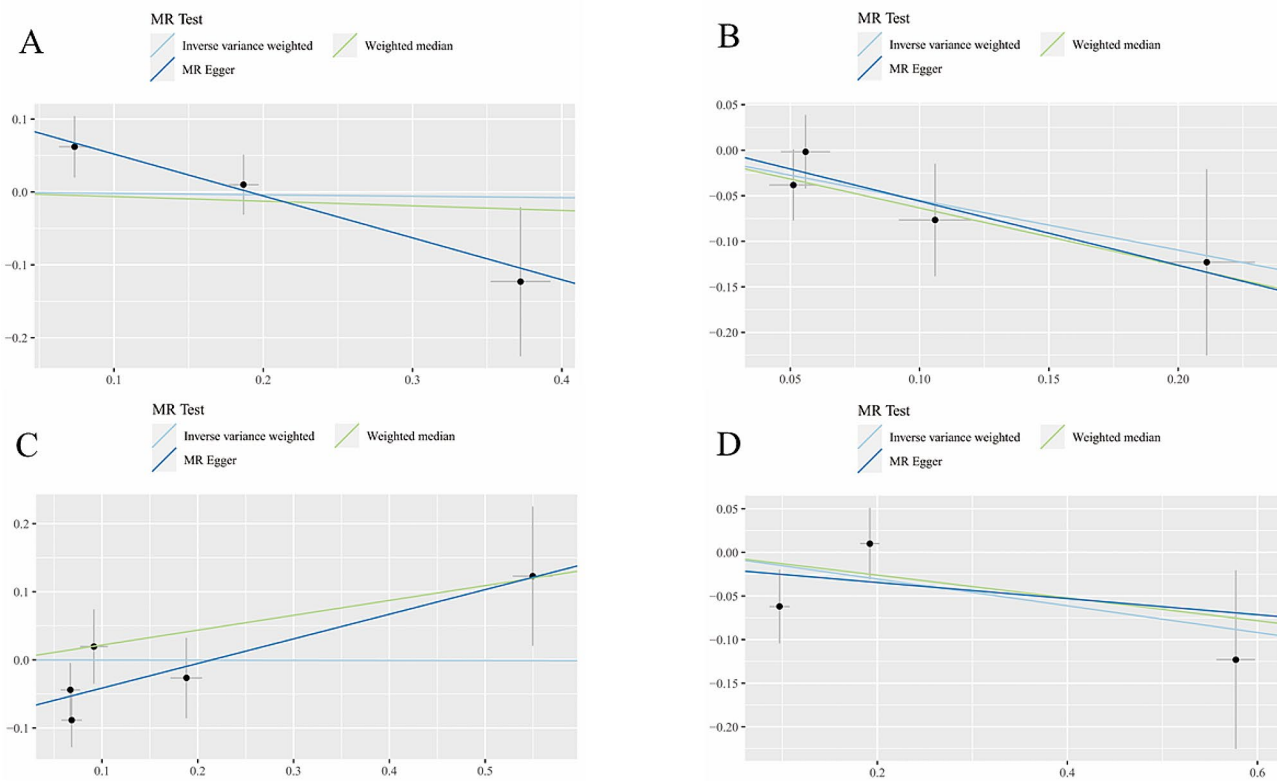 A
MR Test
Inverse variance weighted
Weighted median
MR Egger
0.1
0.0
−0.1
−0.2
0.1
0.2
0.3
0.4
B
MR Test
Inverse variance weighted
Weighted median
MR Egger
0.05
0.00
−0.05
−0.10
−0.15
−0.20
0.05
0.10
0.15
0.20
C
MR Test
Inverse variance weighted
Weighted median
MR Egger
0.2
0.1
0.0
−0.1
0.1
0.2
0.3
0.4
0.5
D
MR Test
Inverse variance weighted
Weighted median
MR Egger
0.05
0.00
−0.05
−0.10
−0.15
−0.20
0.2
0.4
0.6